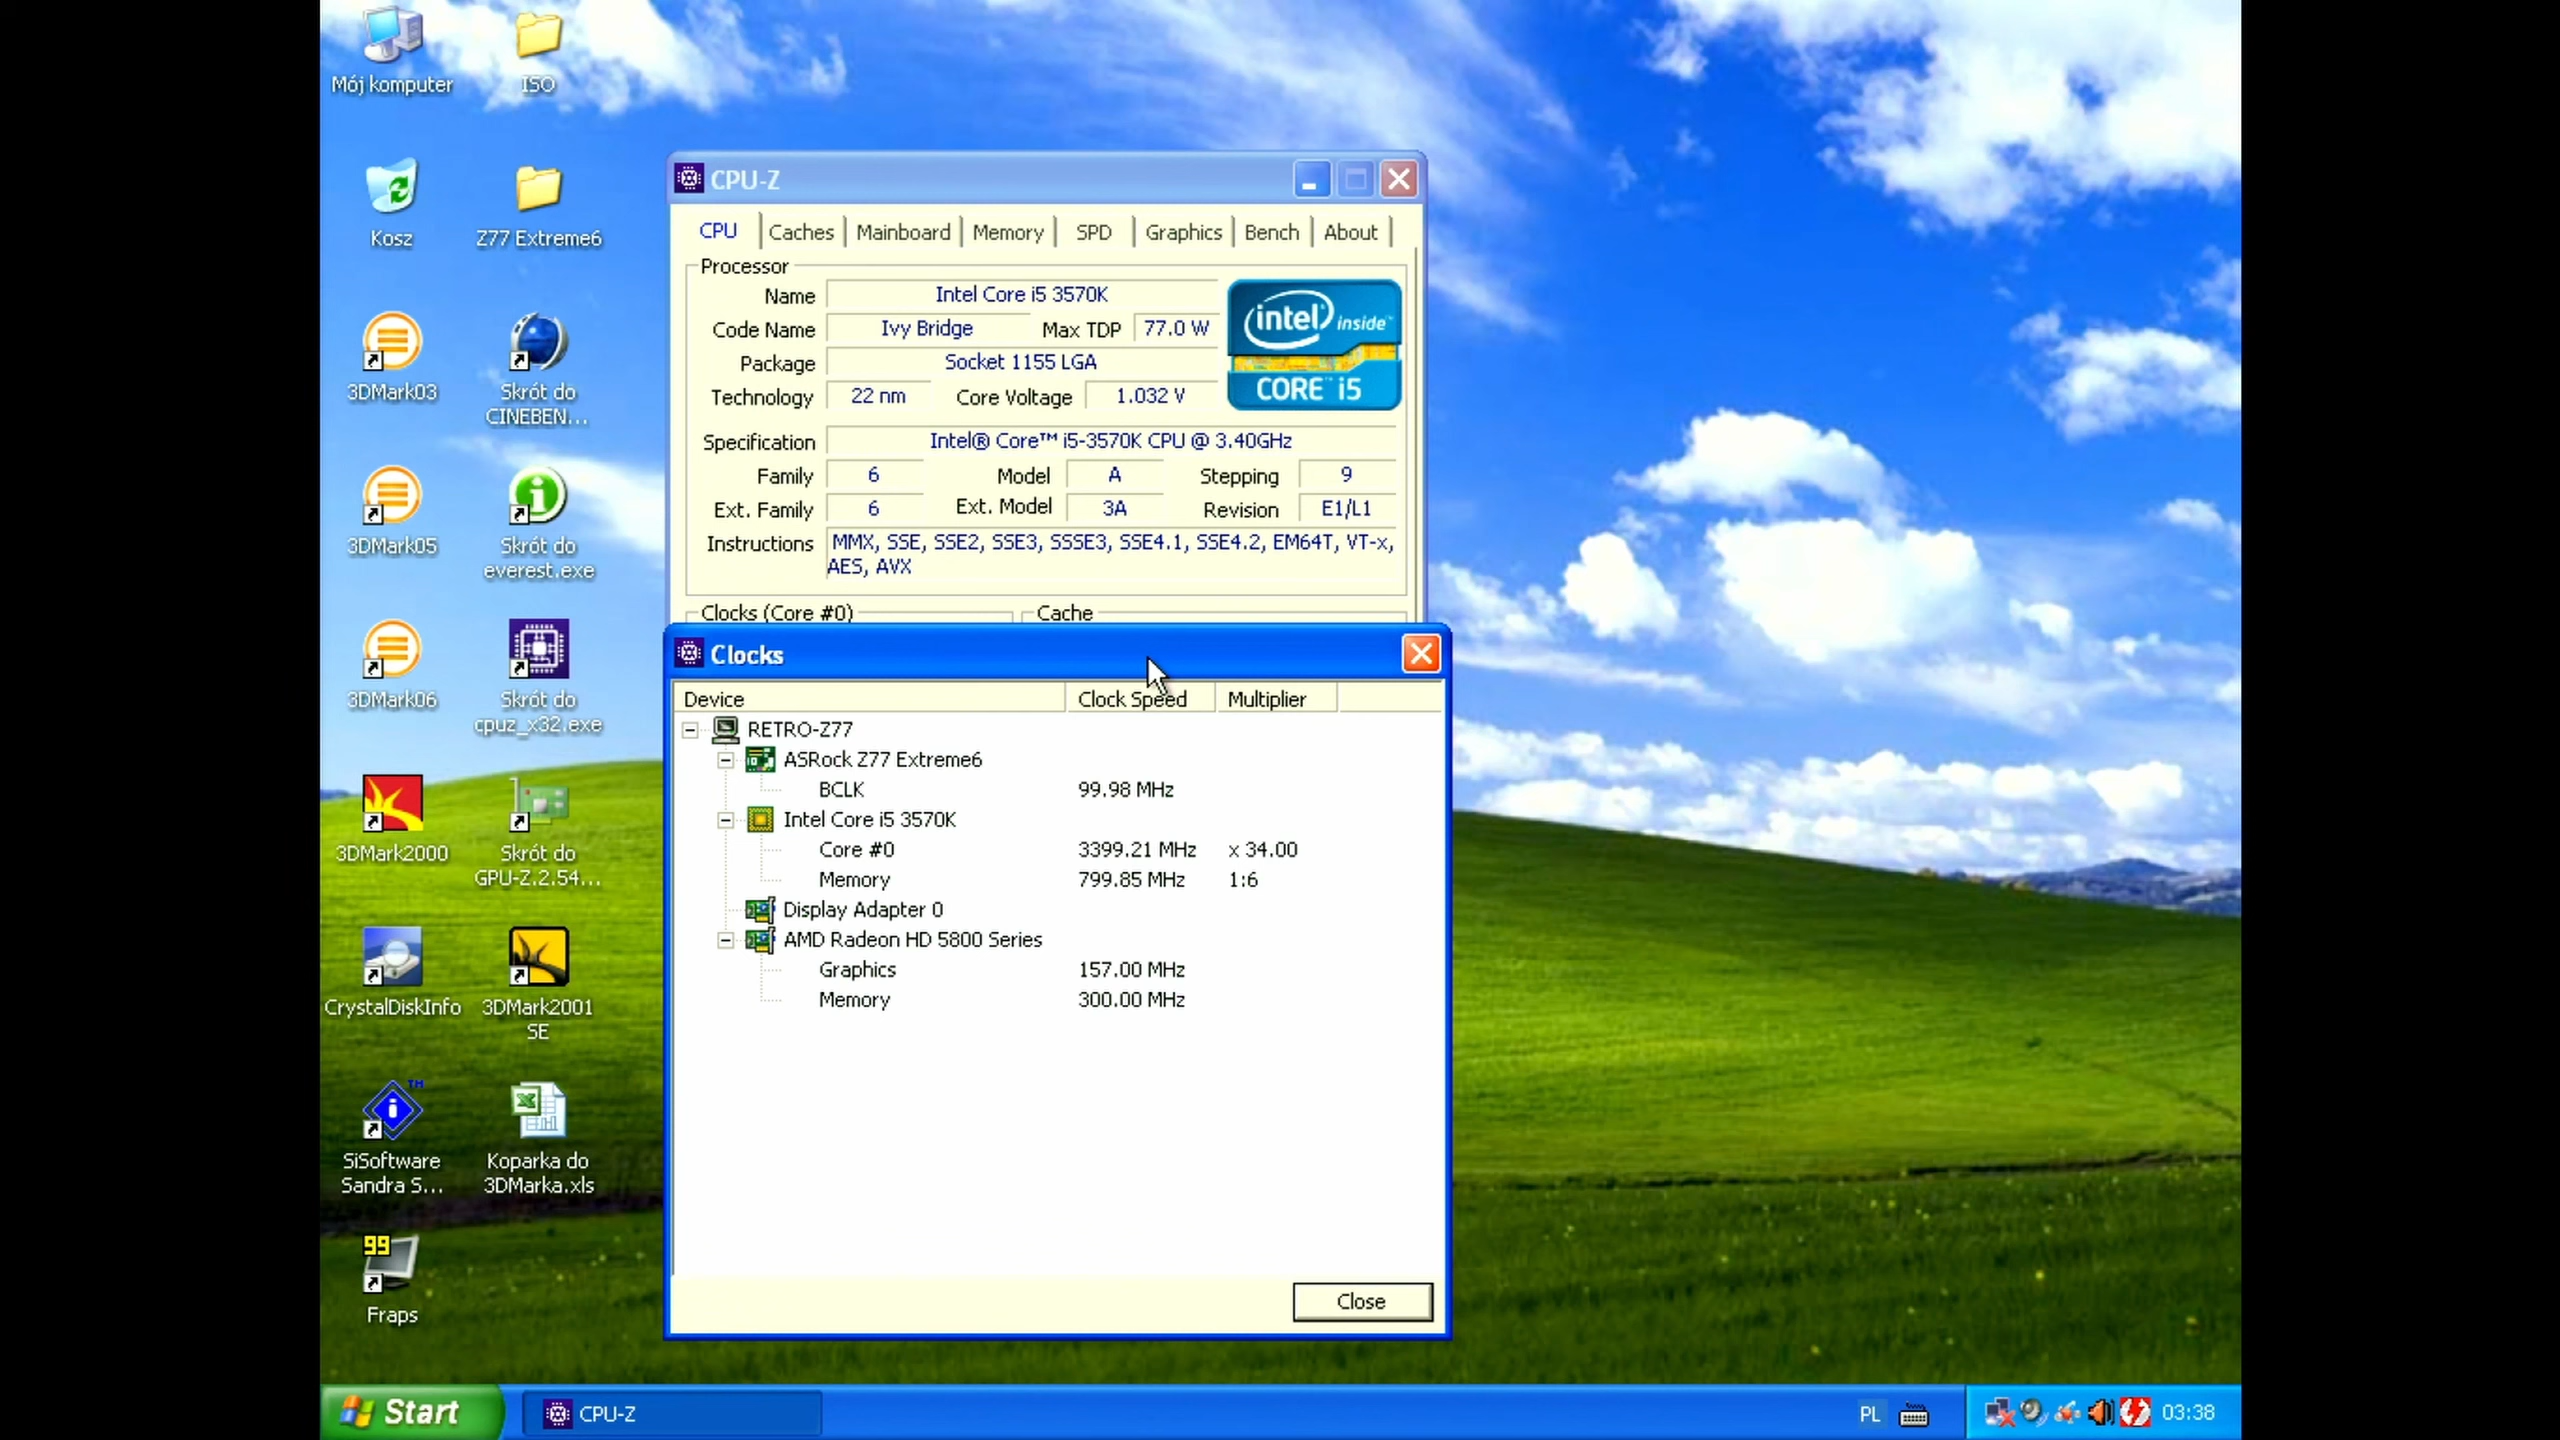 Mój komputer
ISO
Kosz
Z77 Extreme6
3DMark03
Skrót do
CINEBEN...
3DMark05
Skrót do
everest.exe
3DMark06
Skrót do
cpuz_x32.exe
3DMark2000
Skrót do
GPU-Z.2.54...
CrystalDiskInfo
3DMark2001
SE
TM
SiSoftware
Sandra S...
Koparka do
3DMarka.xls
99
Fraps
CPU-Z
CPU Caches Mainboard Memory SPD Graphics Bench About
Processor
Name Intel Core i5 3570K
Code Name Ivy Bridge Max TDP 77.0 W
Package Socket 1155 LGA
Technology 22 nm Core Voltage 1.032 V
intel inside™
CORE™ i5
Specification Intel® Core™ i5-3570K CPU @ 3.40GHz
Family 6 Model A Stepping 9
Ext. Family 6 Ext. Model 3A Revision E1/L1
Instructions MMX, SSE, SSE2, SSE3, SSSE3, SSE4.1, SSE4.2, EM64T, VT-x,
AES, AVX
Clocks (Core #0) Cache
Clocks
Device Clock Speed Multiplier
RETRO-Z77
ASRock Z77 Extreme6
BCLK 99.98 MHz
Intel Core i5 3570K
Core #0 3399.21 MHz x 34.00
Memory 799.85 MHz 1:6
Display Adapter 0
AMD Radeon HD 5800 Series
Graphics 157.00 MHz
Memory 300.00 MHz
Close
Start
CPU-Z
PL
03:38